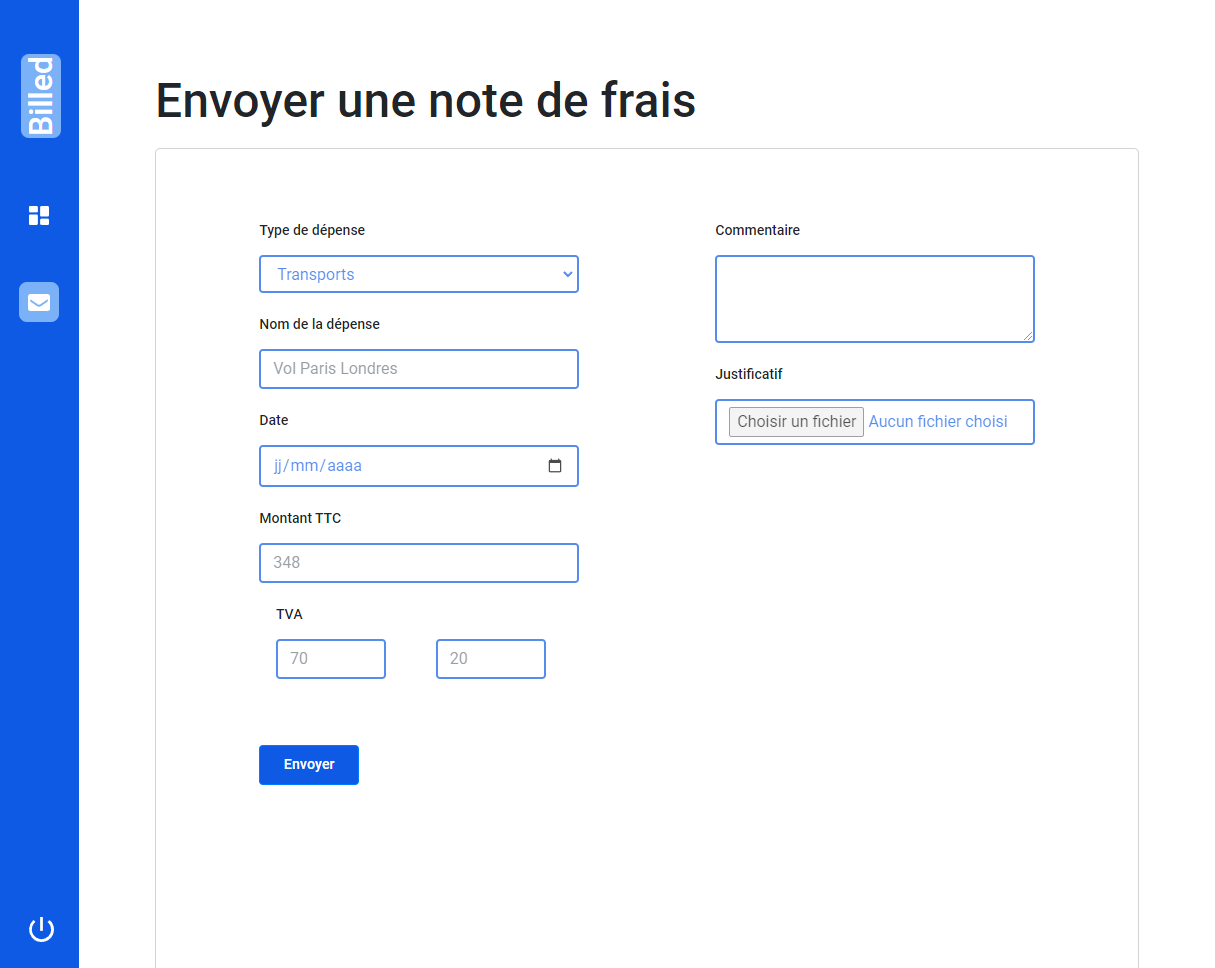 Billed
Envoyer une note de frais
Type de dépense
Transports
Nom de la dépense
Vol Paris Londres
Date
jj/mm/aaaa
Montant TTC
348
TVA
70 20
Envoyer
Commentaire
Justificatif
Choisir un fichier Aucun fichier choisi